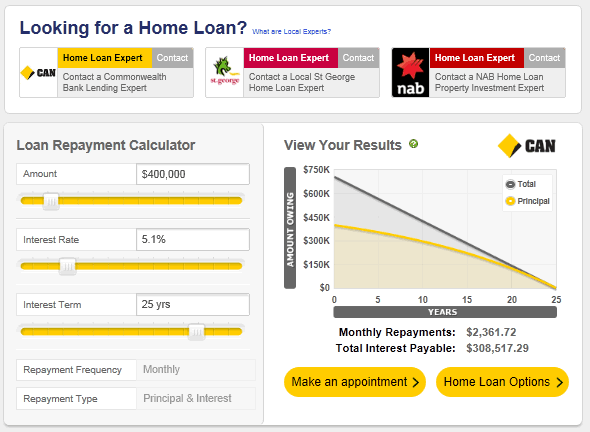 Looking for a Home Loan? What are Local Experts?
CAN
Home Loan Expert Contact
Contact a Commonwealth
Bank Lending Expert
st.george
Home Loan Expert Contact
Contact a Local St George
Home Loan Expert
nab
Home Loan Expert Contact
Contact a NAB Home Loan
Property Investment Expert
Loan Repayment Calculator
Amount $400,000
Interest Rate 5.1%
Interest Term 25 yrs
Repayment Frequency Monthly
Repayment Type Principal & Interest
View Your Results ?
CAN
AMOUNT OWING
$750K
$600K
$450K
$300K
$150K
$0
Total
Principal
0 5 10 15 20 25
YEARS
Monthly Repayments: $2,361.72
Total Interest Payable: $308,517.29
Make an appointment >
Home Loan Options >